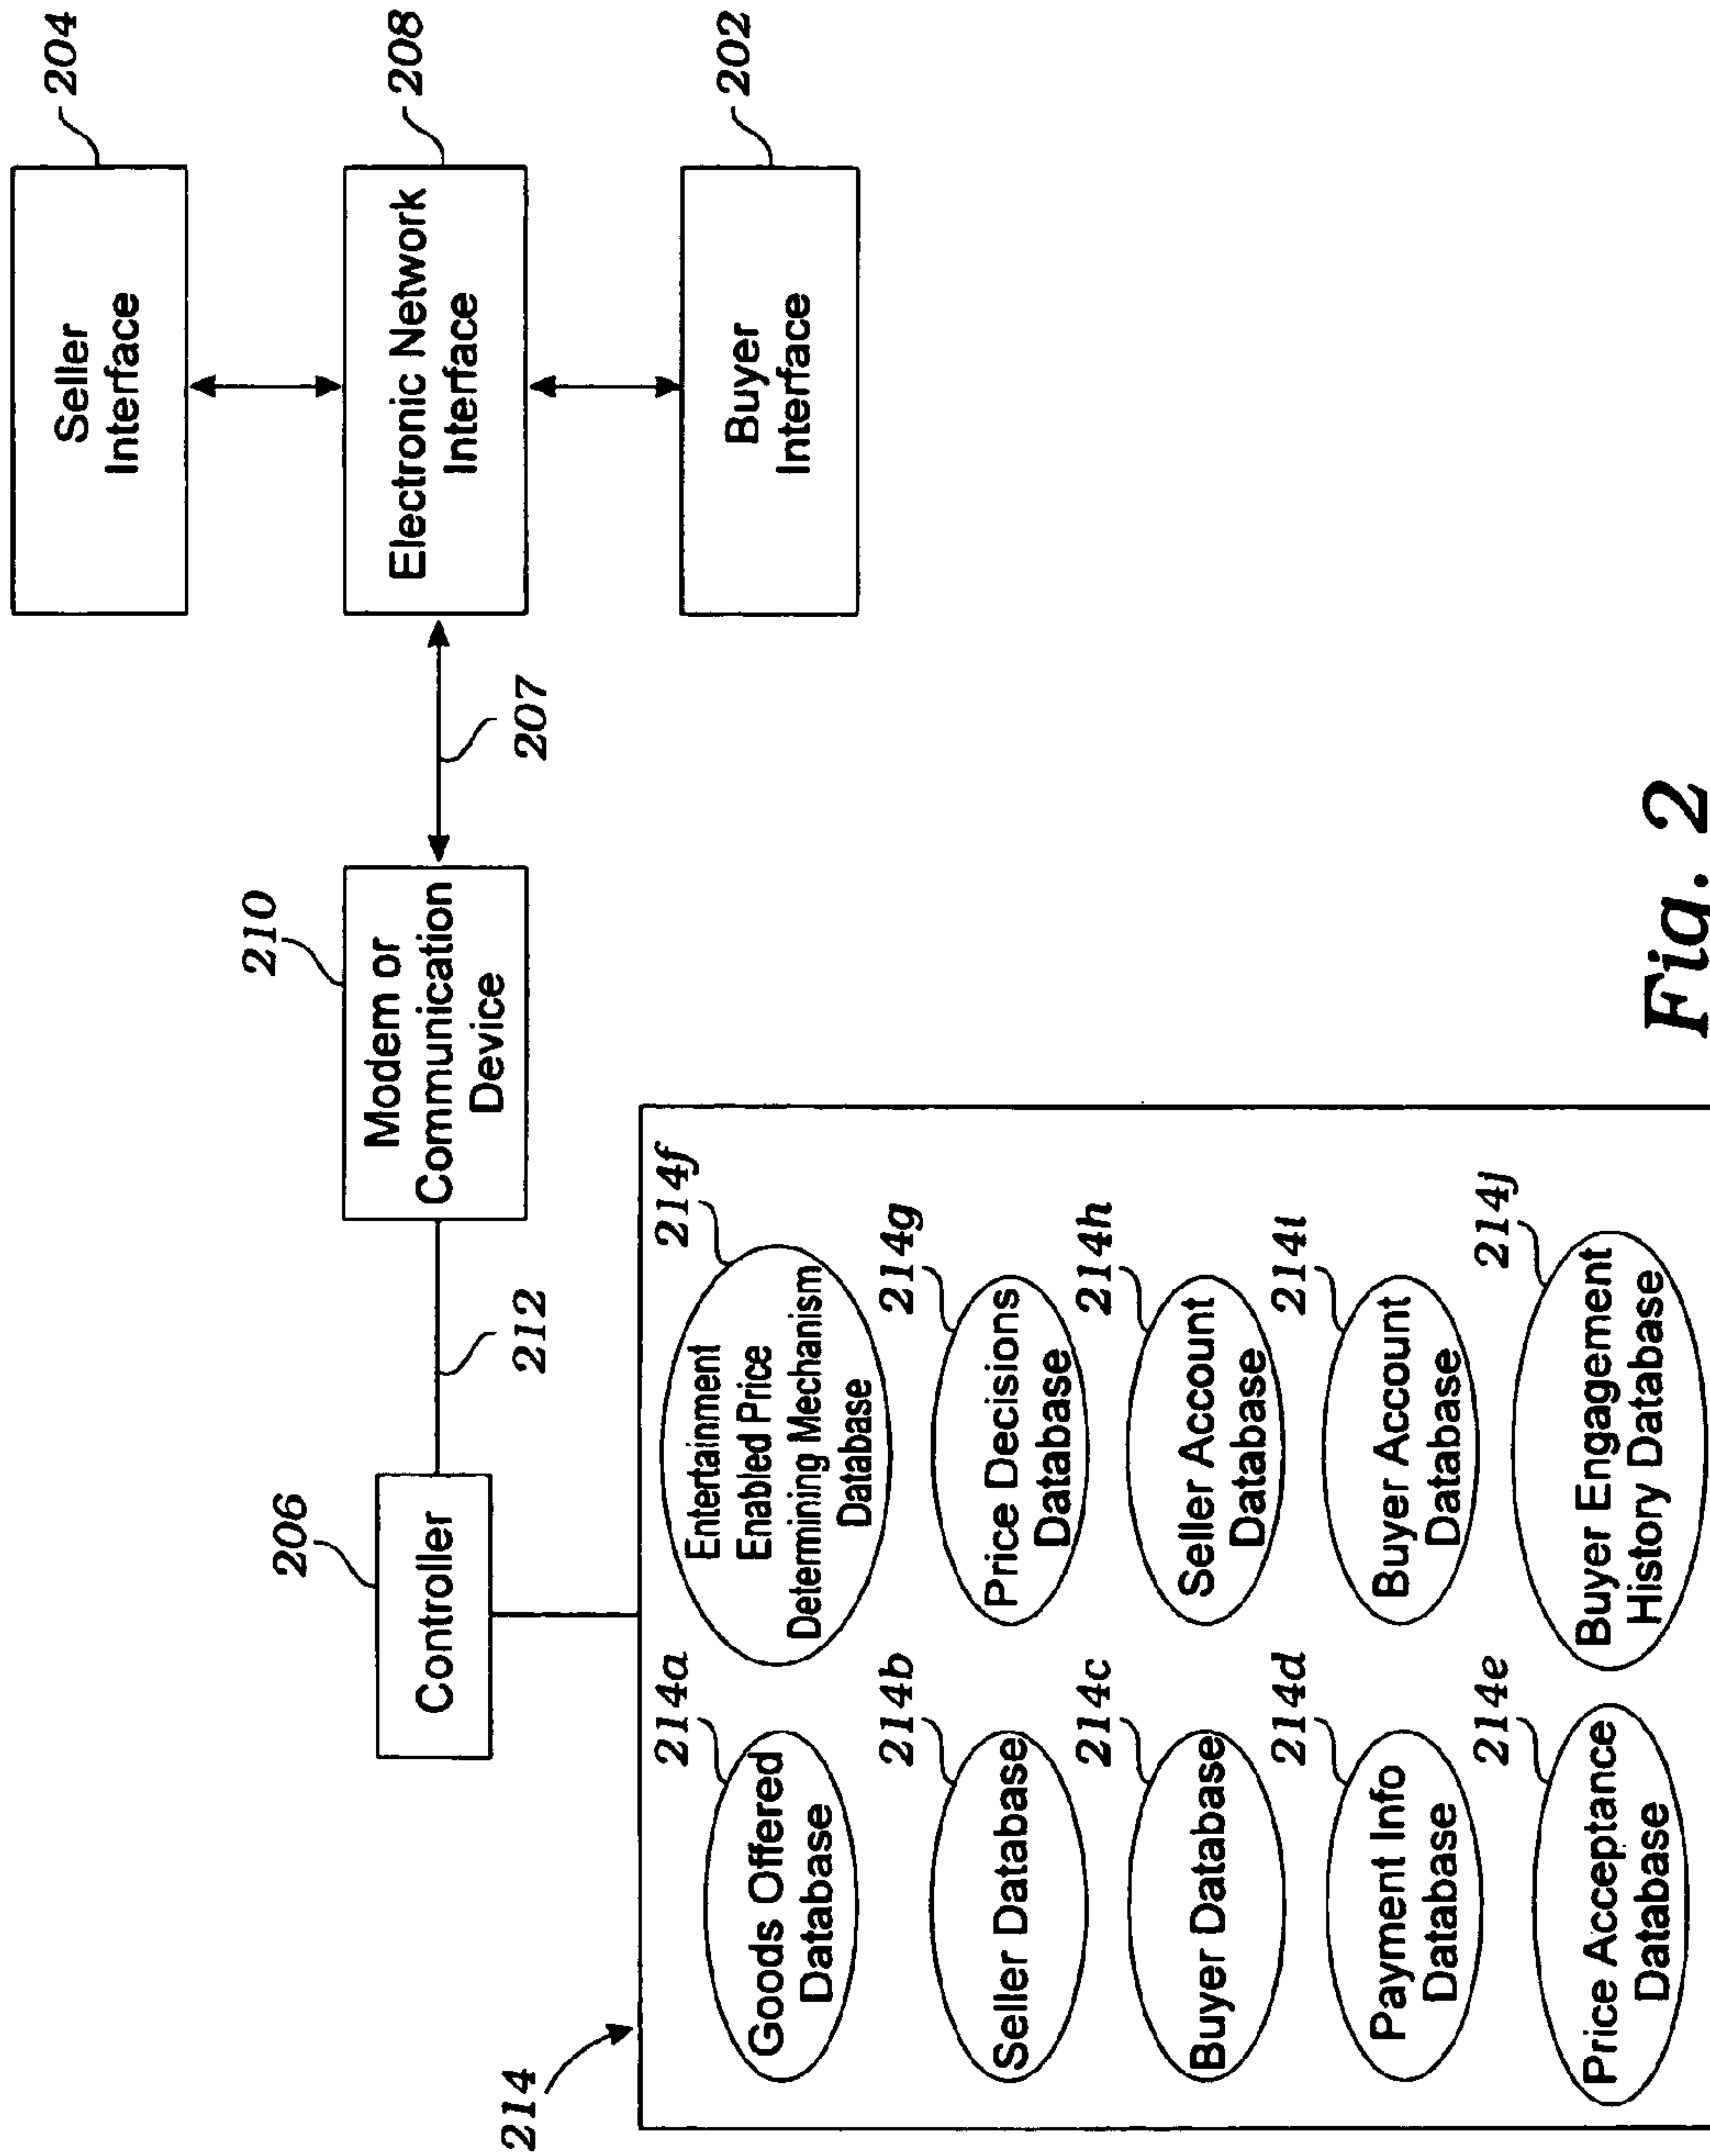 204
Seller
Interface
208
Electronic Network
Interface
202
Buyer
Interface
207
210
Modem or
Communication
Device
212
206
Controller
214
214a
Goods Offered
Database
214b
Seller Database
214c
Buyer Database
214d
Payment Info
Database
214e
Price Acceptance
Database
214f
Entertainment
Enabled Price
Determining Mechanism
Database
214g
Price Decisions
Database
214h
Seller Account
Database
214i
Buyer Account
Database
214j
Buyer Engagement
History Database
Fig. 2